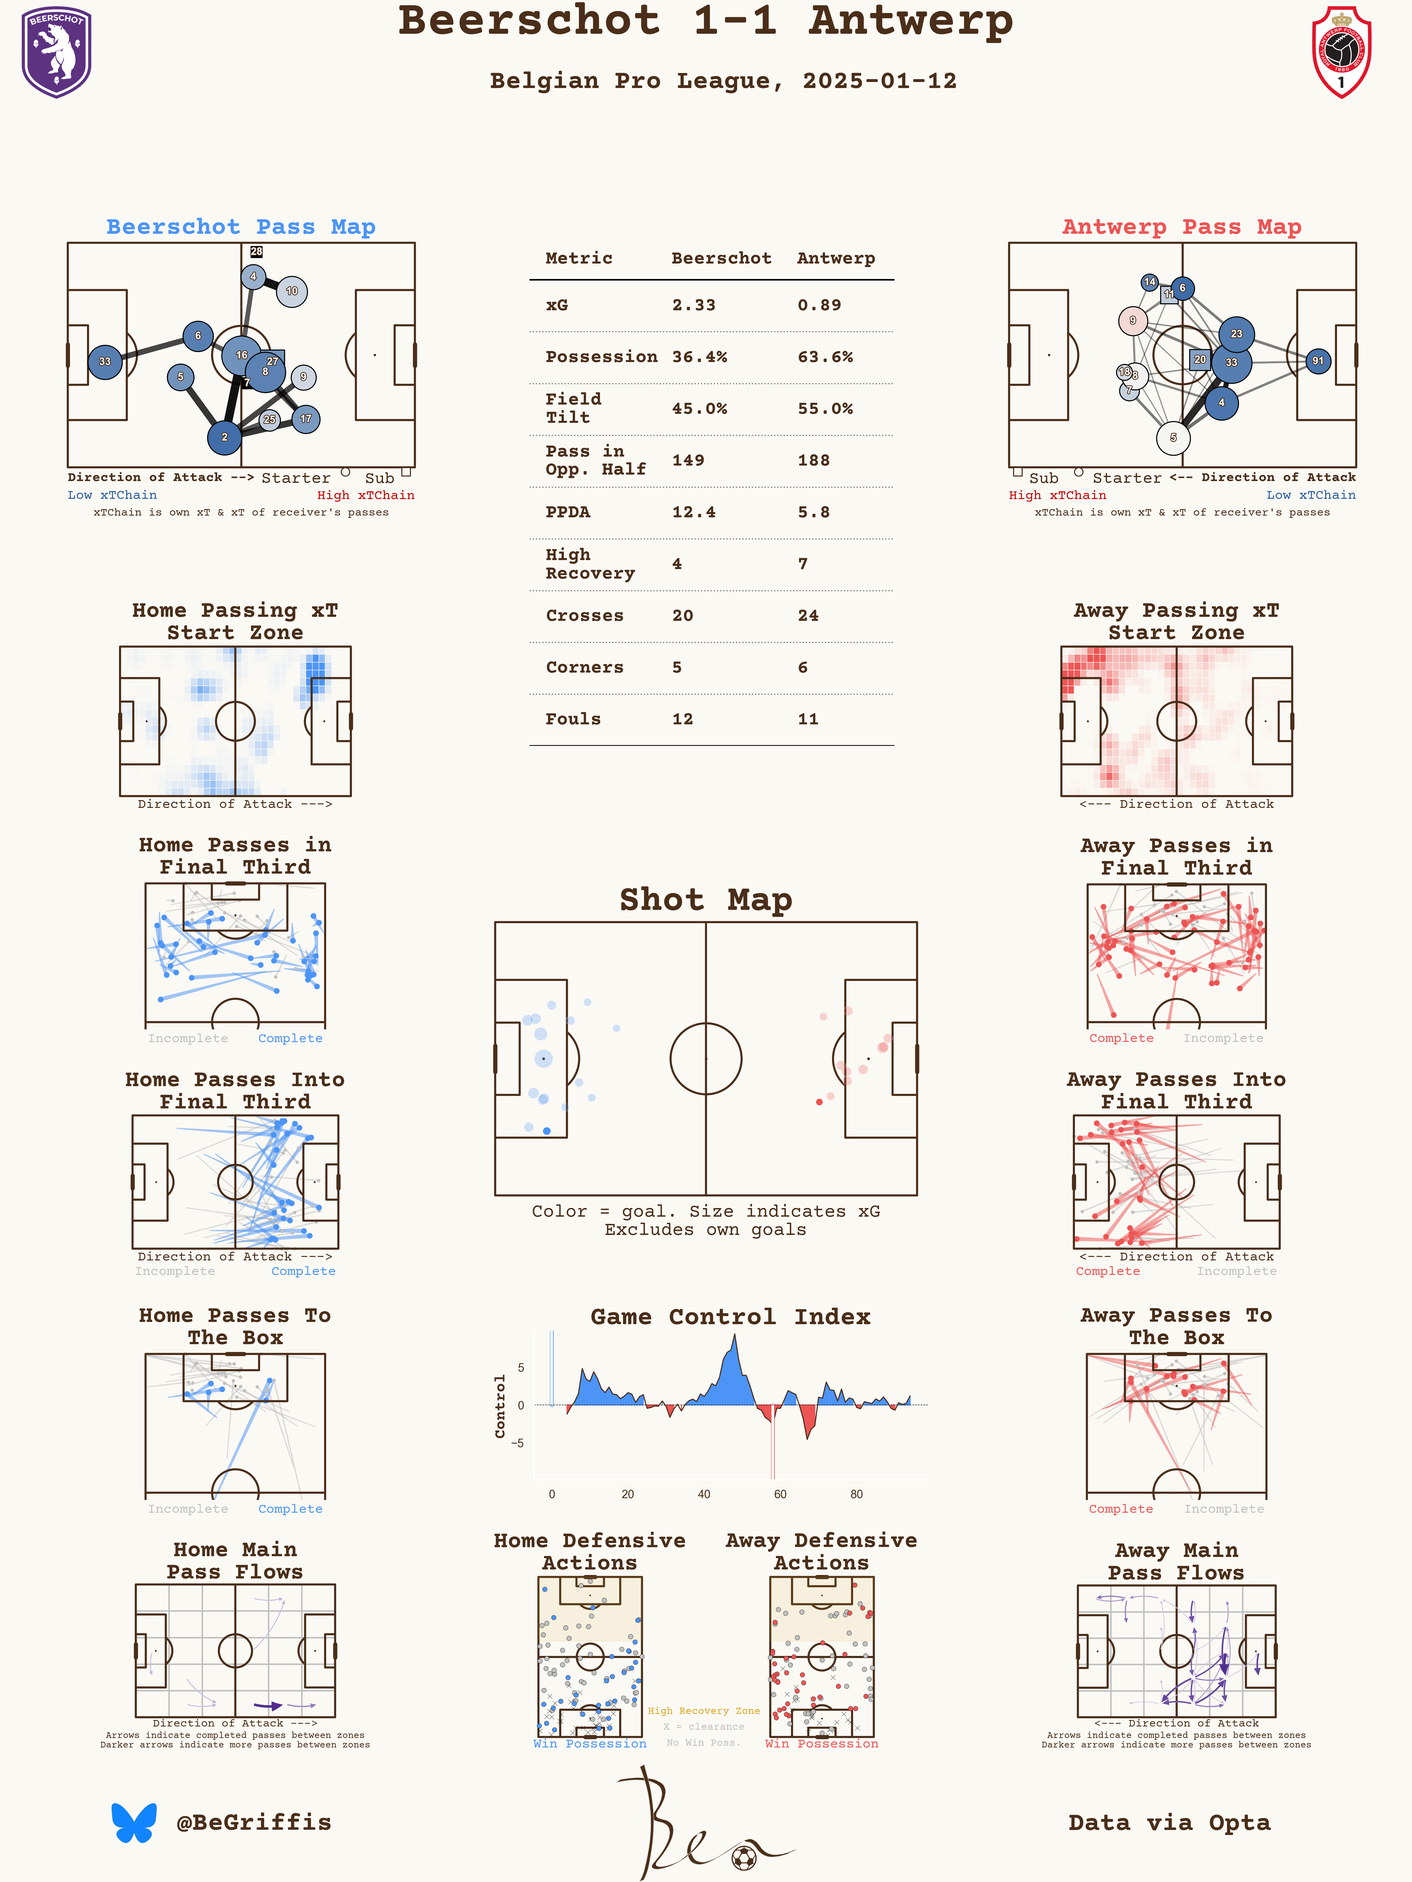 Beerschot 1-1 Antwerp
Belgian Pro League, 2025-01-12
BEERSCHOT
1
Beerschot Pass Map
28
4
10
6
33
16
27
8
7
5
9
25
17
2
Direction of Attack --> Starter Sub
Low xTChain High xTChain
xTChain is own xT & xT of receiver's passes
Metric Beerschot Antwerp
xG 2.33 0.89
Possession 36.4% 63.6%
Field
Tilt 45.0% 55.0%
Pass in
Opp. Half 149 188
PPDA 12.4 5.8
High
Recovery 4 7
Crosses 20 24
Corners 5 6
Fouls 12 11
Antwerp Pass Map
14
11
6
9
23
20
33
91
18
8
7
4
5
Sub Starter <-- Direction of Attack
High xTChain Low xTChain
xTChain is own xT & xT of receiver's passes
Home Passing xT
Start Zone
Direction of Attack --->
Away Passing xT
Start Zone
<--- Direction of Attack
Home Passes in
Final Third
Incomplete Complete
Away Passes in
Final Third
Complete Incomplete
Shot Map
Color = goal. Size indicates xG
Excludes own goals
Home Passes Into
Final Third
Direction of Attack --->
Incomplete Complete
Away Passes Into
Final Third
<--- Direction of Attack
Complete Incomplete
Home Passes To
The Box
Incomplete Complete
Game Control Index
Control
5
0
−5
0 20 40 60 80
Away Passes To
The Box
Complete Incomplete
Home Main
Pass Flows
Direction of Attack --->
Arrows indicate completed passes between zones
Darker arrows indicate more passes between zones
Home Defensive
Actions
Win Possession
Away Defensive
Actions
Win Possession
High Recovery Zone
X = clearance
No Win Poss.
Away Main
Pass Flows
<--- Direction of Attack
Arrows indicate completed passes between zones
Darker arrows indicate more passes between zones
@BeGriffis
Ben
Data via Opta